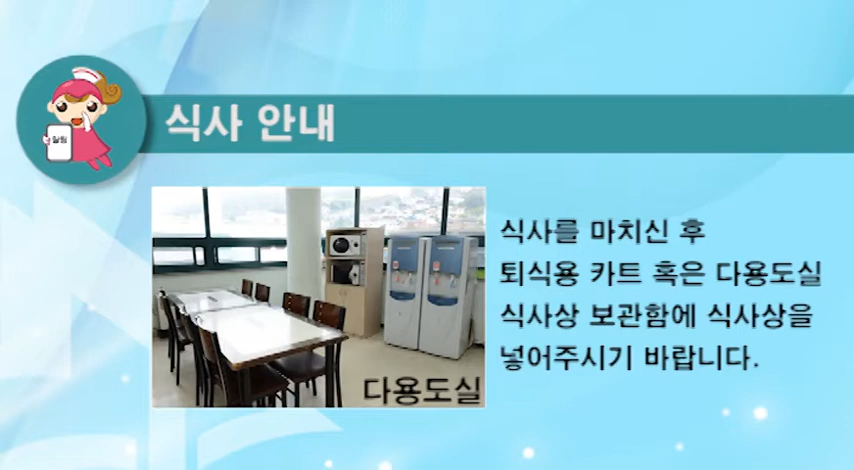 식사 안내
알림
식사를 마치신 후
퇴식용 카트 혹은 다용도실
식사상 보관함에 식사상을
넣어주시기 바랍니다.
다용도실